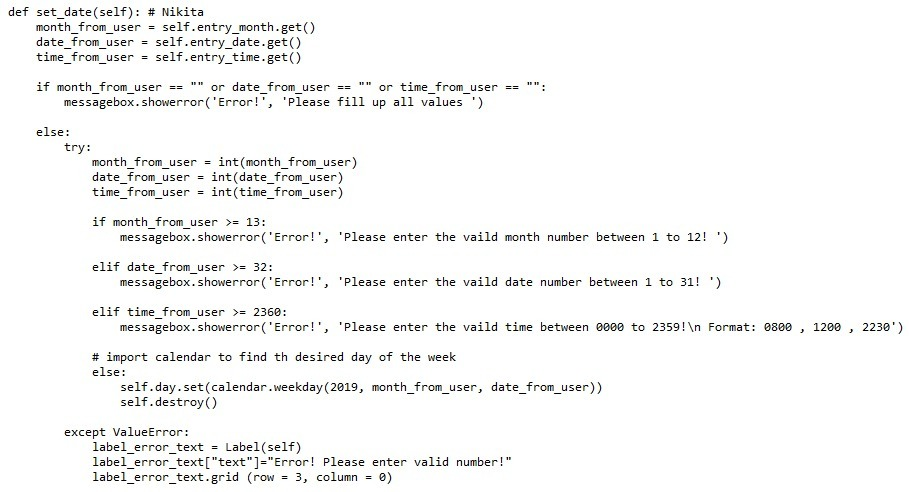 def set_date(self): # Nikita
    month_from_user = self.entry_month.get()
    date_from_user = self.entry_date.get()
    time_from_user = self.entry_time.get()

    if month_from_user == "" or date_from_user == "" or time_from_user == "":
        messagebox.showerror('Error!', 'Please fill up all values ')

    else:
        try:
            month_from_user = int(month_from_user)
            date_from_user = int(date_from_user)
            time_from_user = int(time_from_user)

            if month_from_user >= 13:
                messagebox.showerror('Error!', 'Please enter the vaild month number between 1 to 12! ')

            elif date_from_user >= 32:
                messagebox.showerror('Error!', 'Please enter the vaild date number between 1 to 31! ')

            elif time_from_user >= 2360:
                messagebox.showerror('Error!', 'Please enter the vaild time between 0000 to 2359!\n Format: 0800 , 1200 , 2230')

            # import calendar to find th desired day of the week
            else:
                self.day.set(calendar.weekday(2019, month_from_user, date_from_user))
                self.destroy()

        except ValueError:
            label_error_text = Label(self)
            label_error_text["text"]="Error! Please enter valid number!"
            label_error_text.grid (row = 3, column = 0)